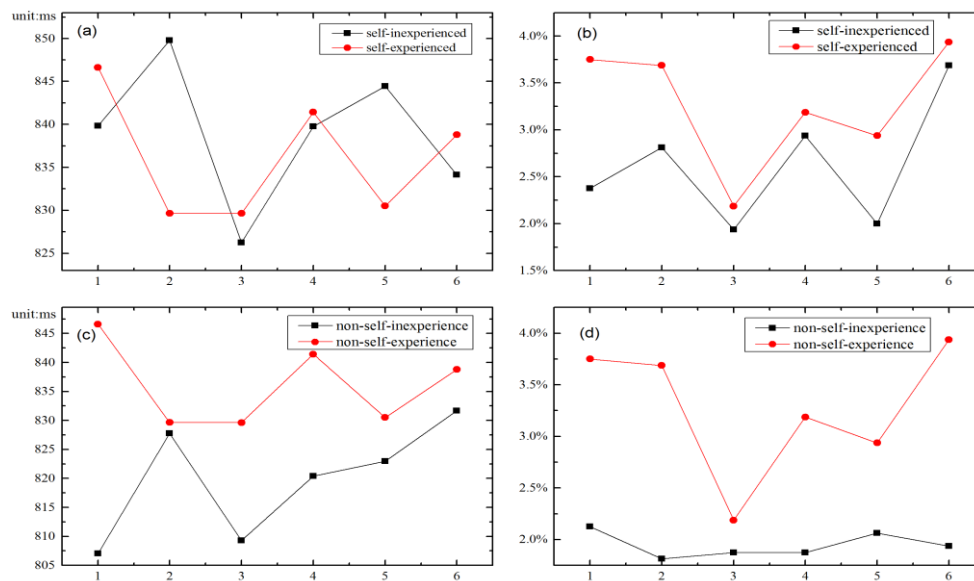 unit:ms
(a)
self-inexperienced
self-experienced
850
845
840
835
830
825
1 2 3 4 5 6
(b)
self-inexperienced
self-experienced
4.0%
3.5%
3.0%
2.5%
2.0%
1.5%
1 2 3 4 5 6
unit:ms
(c)
non-self-inexperience
non-self-experience
845
840
835
830
825
820
815
810
805
1 2 3 4 5 6
(d)
non-self-inexperience
non-self-experience
4.0%
3.5%
3.0%
2.5%
2.0%
1 2 3 4 5 6